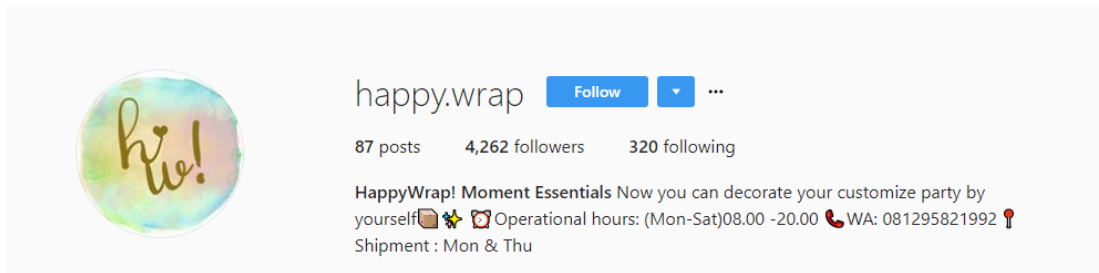 hw!
happy.wrap Follow
87 posts 4,262 followers 320 following
HappyWrap! Moment Essentials Now you can decorate your customize party by
yourself📦✨ ⏰Operational hours: (Mon-Sat)08.00 -20.00 📞WA: 081295821992📍
Shipment : Mon & Thu